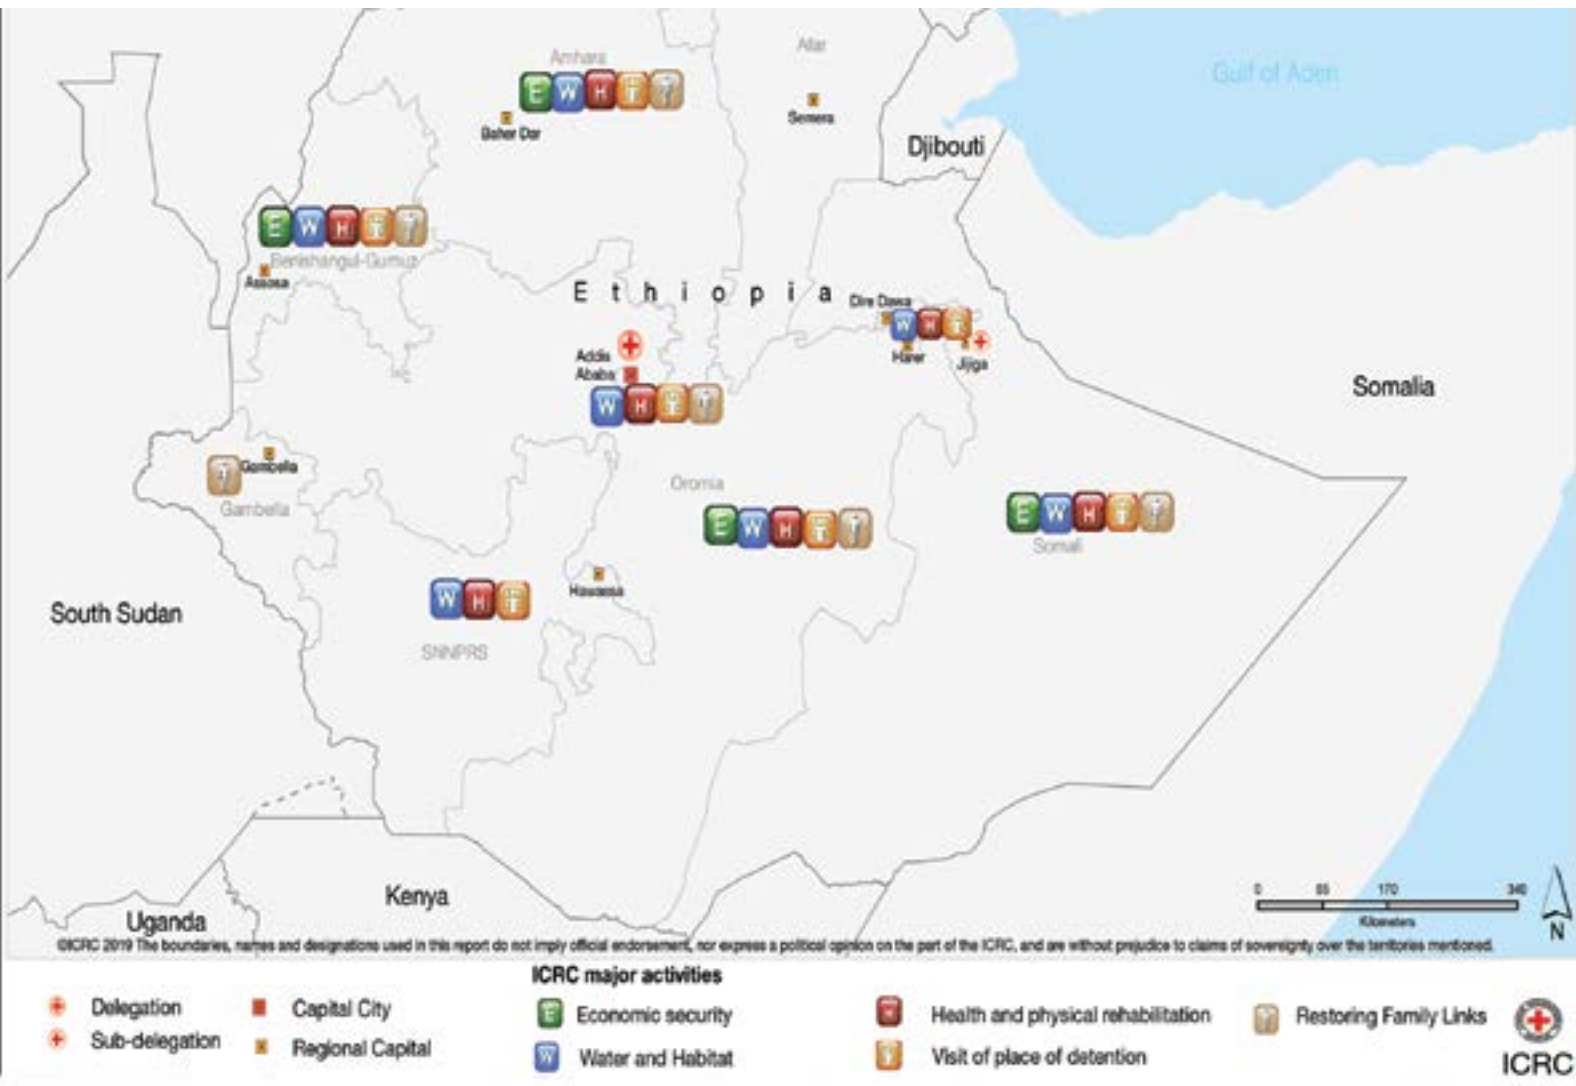 Amhara
E W H
Baher Dar
Afar
Semera
Gulf of Aden
Djibouti
E W H
Benishangul-Gumuz
Assosa
Ethiopia
Dire Dawa
W H
Harer
Jijga
Addis
Ababa
W H
Somalia
Gambella
Gambella
Oromia
E W H
E W H
Somali
Hawassa
W H
SNNPRS
South Sudan
Kenya
Uganda
0 85 170 340
Kilometers
N
©ICRC 2019 The boundaries, names and designations used in this report do not imply official endorsement, nor express a political opinion on the part of the ICRC, and are without prejudice to claims of sovereignty over the territories mentioned.
Delegation
Sub-delegation
Capital City
Regional Capital
ICRC major activities
E Economic security
W Water and Habitat
H Health and physical rehabilitation
Visit of place of detention
Restoring Family Links
ICRC